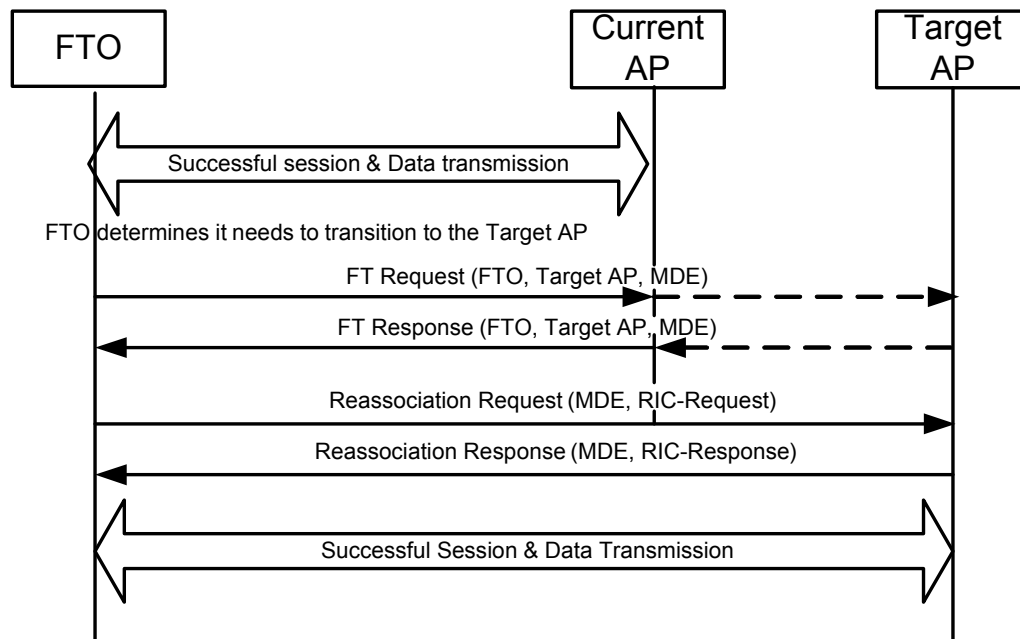 FTO
Current
AP
Target
AP
Successful session & Data transmission
FTO determines it needs to transition to the Target AP
FT Request (FTO, Target AP, MDE)
FT Response (FTO, Target AP, MDE)
Reassociation Request (MDE, RIC-Request)
Reassociation Response (MDE, RIC-Response)
Successful Session & Data Transmission